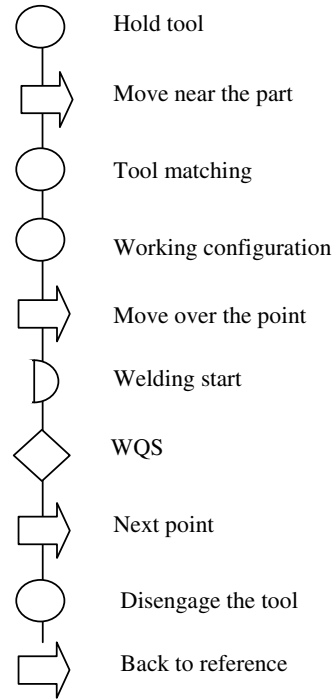 Hold tool
Move near the part
Tool matching
Working configuration
Move over the point
Welding start
WQS
Next point
Disengage the tool
Back to reference